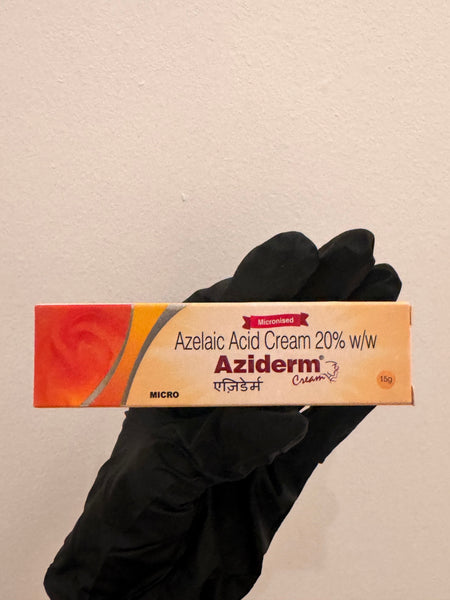 Micronised
Azelaic Acid Cream 20% w/w
Aziderm®
Cream
एज़िडेर्म
MICRO
15g